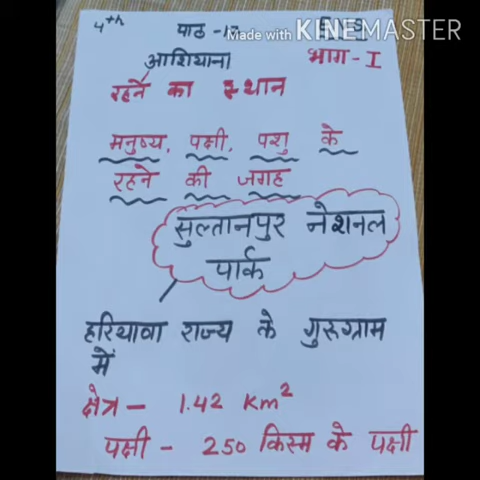 4th पाठ -
Made with KINEMASTER
आशियाना भाग - I
रहने का स्थान
मनुष्य, पक्षी, पशु के
रहने की जगह
सुल्तानपुर नेशनल
पार्क
हरियावा राज्य के गुरुग्राम
में
क्षेत्र - 1.42 Km²
पक्षी - 250 किस्म के पक्षी